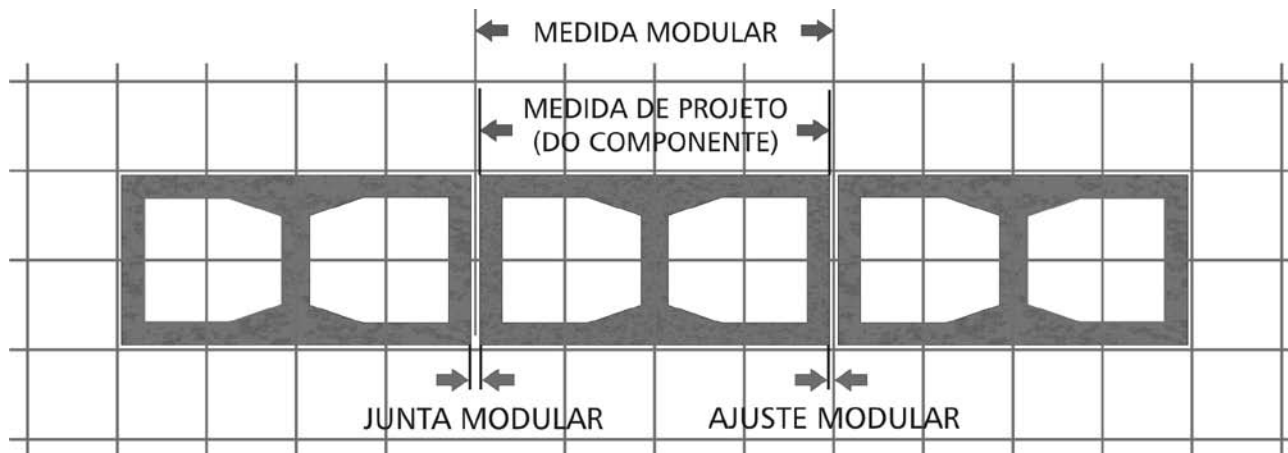 MEDIDA MODULAR
MEDIDA DE PROJETO
(DO COMPONENTE)
JUNTA MODULAR
AJUSTE MODULAR